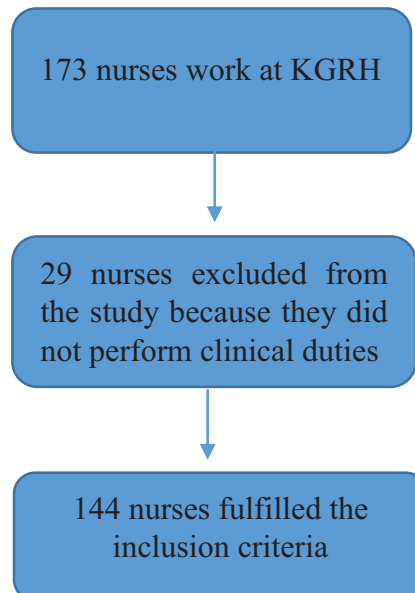 173 nurses work at KGRH
29 nurses excluded from
the study because they did
not perform clinical duties
144 nurses fulfilled the
inclusion criteria